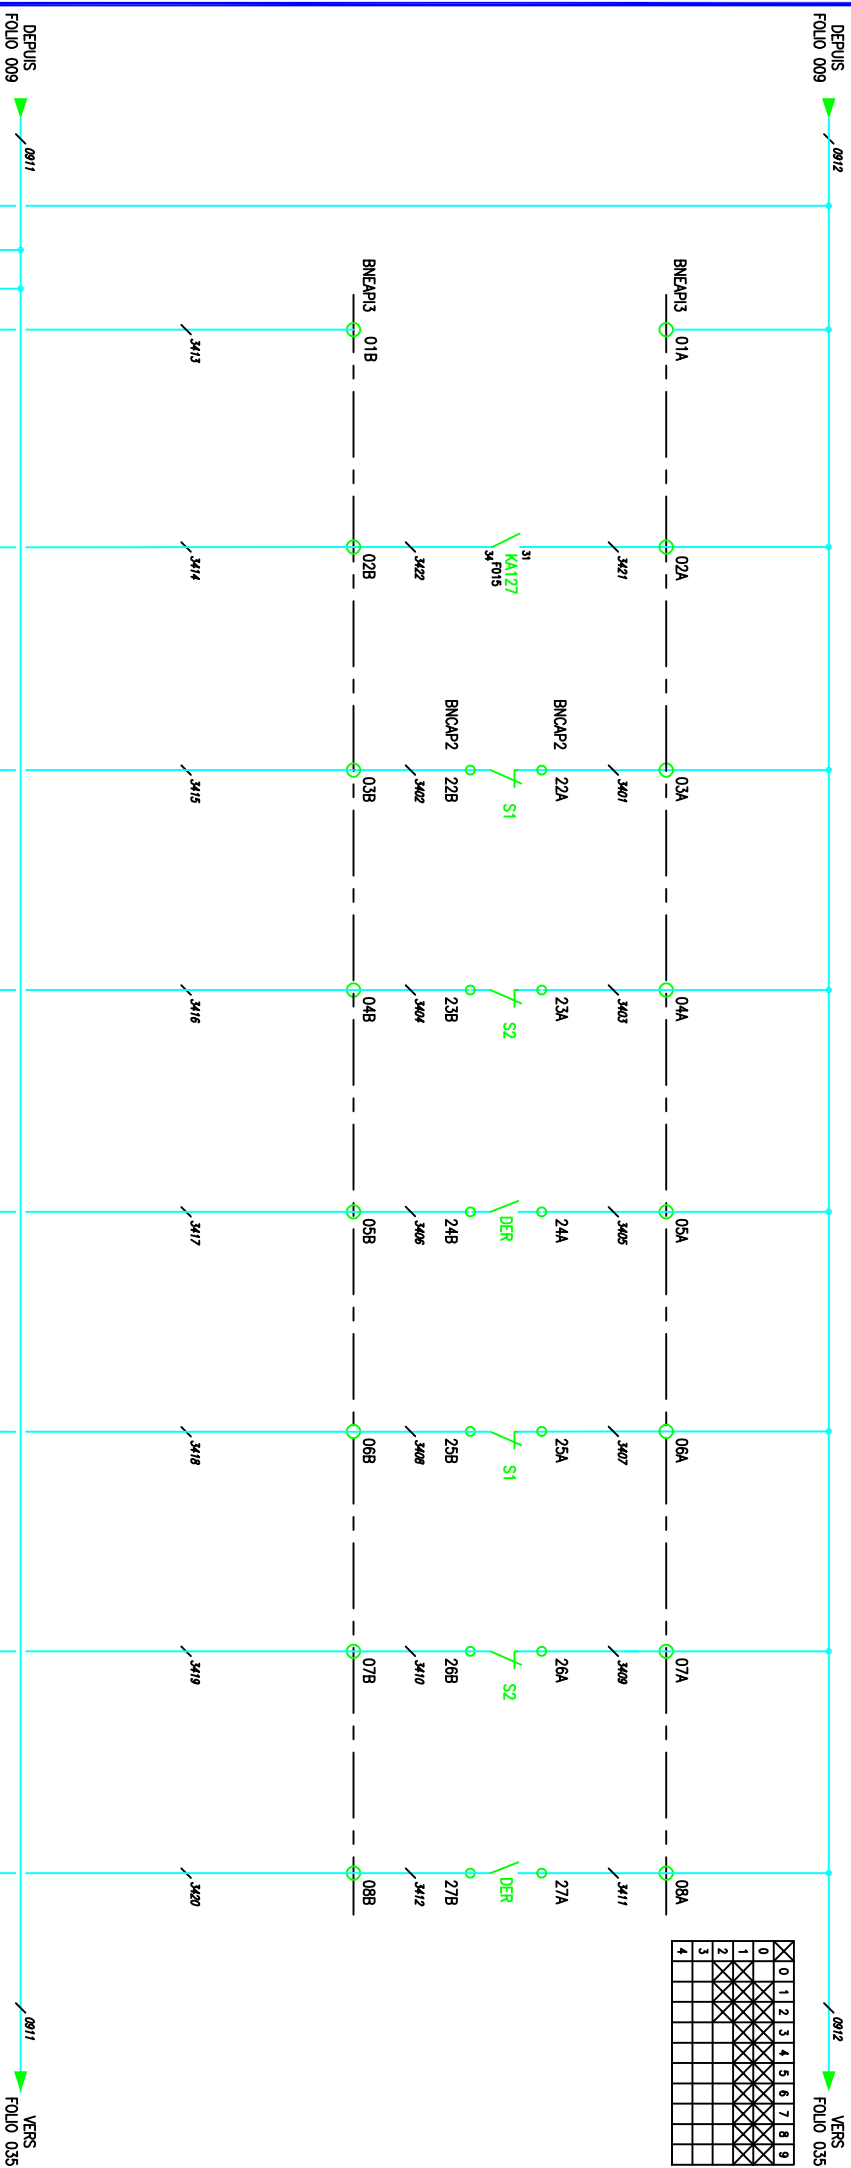 DEPUIS
FOLIO 009
0912
0912
VERS
FOLIO 035
0 1 2 3 4 5 6 7 8 9
0
1
2
3
4
BNEAPI3
01A
02A
03A
04A
05A
06A
07A
08A
3421
3401
3403
3405
3407
3409
3411
BNCAP2
22A
23A
24A
25A
26A
27A
31
KA127
F015
34
S1
S2
DER
S1
S2
DER
BNCAP2
22B
23B
24B
25B
26B
27B
3422
3402
3404
3406
3408
3410
3412
BNEAPI3
01B
02B
03B
04B
05B
06B
07B
08B
3413
3414
3415
3416
3417
3418
3419
3420
DEPUIS
FOLIO 009
0911
0911
VERS
FOLIO 035